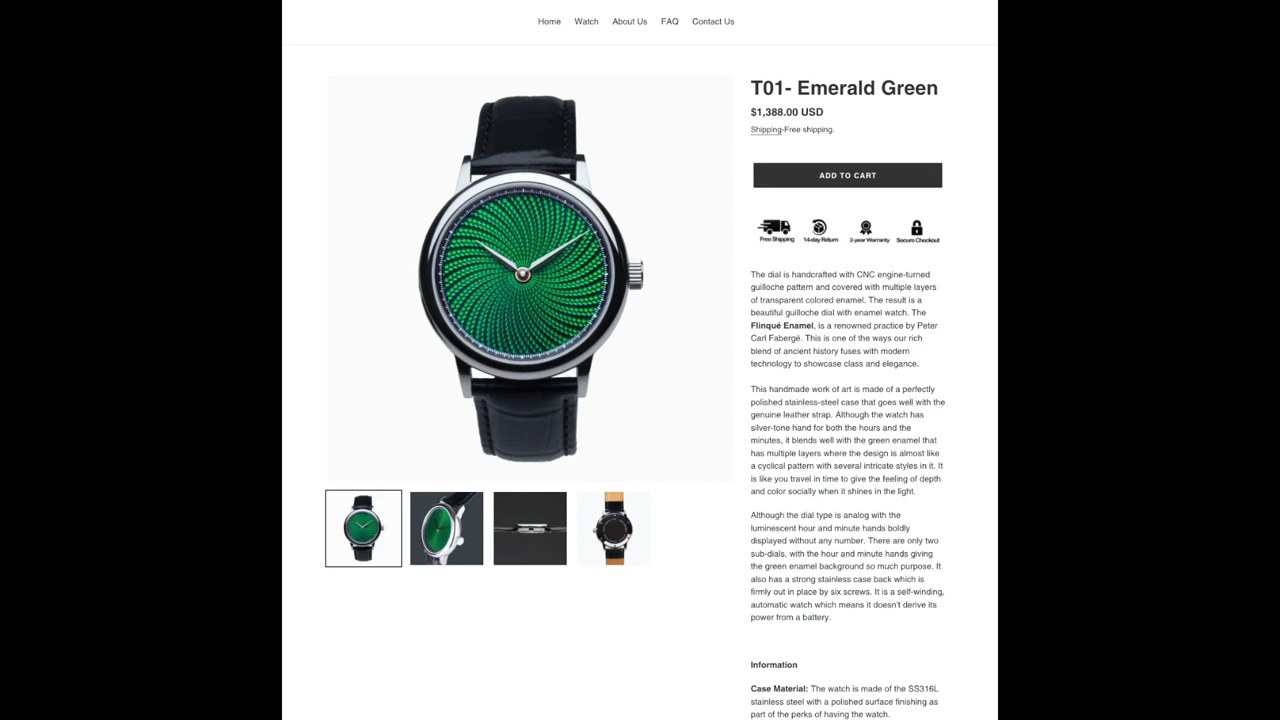 Home Watch About Us FAQ Contact Us
T01- Emerald Green
$1,388.00 USD
Shipping-Free shipping.
ADD TO CART
Free Shipping 14-day Return 2-year Warranty Secure Checkout
The dial is handcrafted with CNC engine-turned
guilloche pattern and covered with multiple layers
of transparent colored enamel. The result is a
beautiful guilloche dial with enamel watch. The
Flinqué Enamel, is a renowned practice by Peter
Carl Fabergé. This is one of the ways our rich
blend of ancient history fuses with modern
technology to showcase class and elegance.
This handmade work of art is made of a perfectly
polished stainless-steel case that goes well with the
genuine leather strap. Although the watch has
silver-tone hand for both the hours and the
minutes, it blends well with the green enamel that
has multiple layers where the design is almost like
a cyclical pattern with several intricate styles in it. It
is like you travel in time to give the feeling of depth
and color socially when it shines in the light.
Although the dial type is analog with the
luminescent hour and minute hands boldly
displayed without any number. There are only two
sub-dials, with the hour and minute hands giving
the green enamel background so much purpose. It
also has a strong stainless case back which is
firmly out in place by six screws. It is a self-winding,
automatic watch which means it doesn't derive its
power from a battery.
Information
Case Material: The watch is made of the SS316L
stainless steel with a polished surface finishing as
part of the perks of having the watch.